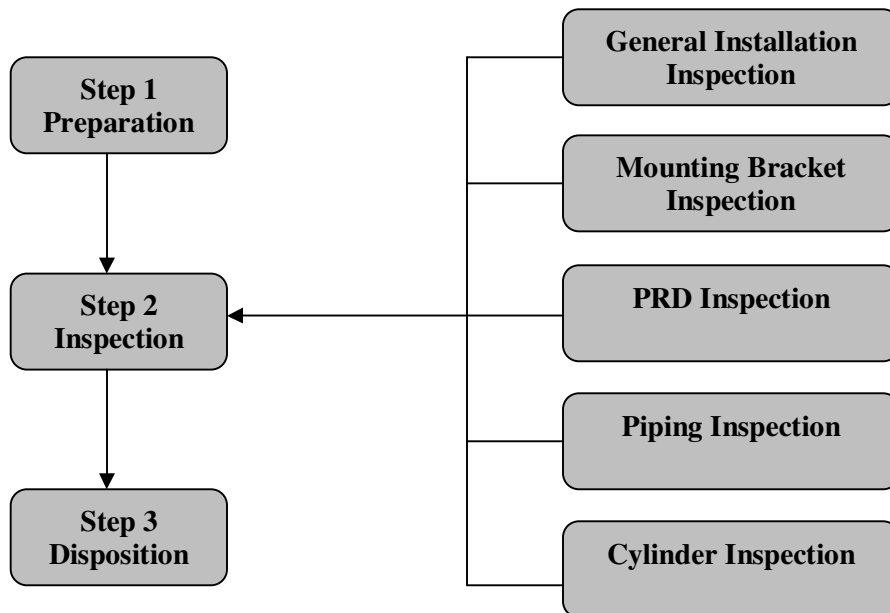 Step 1
Preparation
Step 2
Inspection
Step 3
Disposition
General Installation
Inspection
Mounting Bracket
Inspection
PRD Inspection
Piping Inspection
Cylinder Inspection